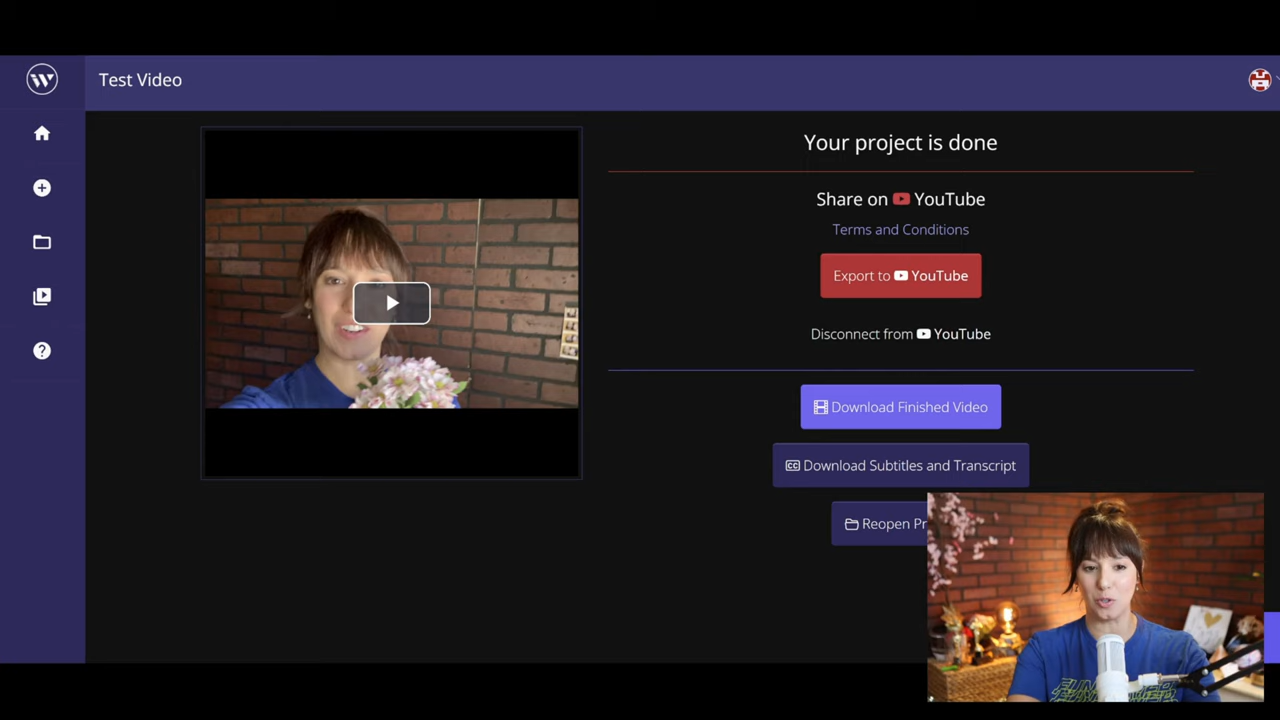 Test Video
Your project is done
Share on YouTube
Terms and Conditions
Export to YouTube
Disconnect from YouTube
Download Finished Video
CC Download Subtitles and Transcript
Reopen Pr